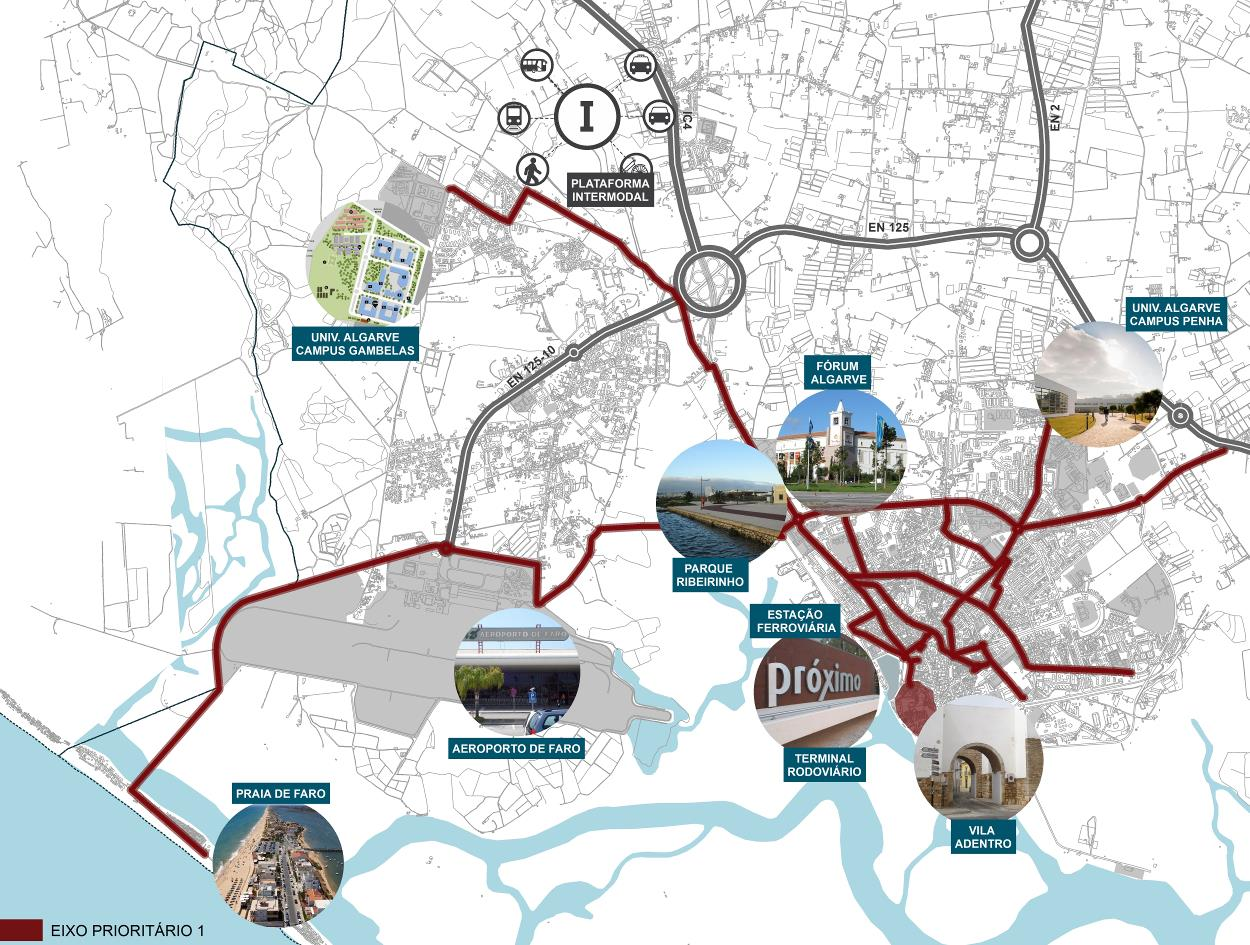 I
IC4
EN 2
PLATAFORMA
INTERMODAL
EN 125
UNIV. ALGARVE
CAMPUS PENHA
UNIV. ALGARVE
CAMPUS GAMBELAS
EN 125-10
FÓRUM
ALGARVE
PARQUE
RIBEIRINHO
ESTAÇÃO
FERROVIÁRIA
AEROPORTO DE FARO
próximo
AEROPORTO DE FARO
TERMINAL
RODOVIÁRIO
PRAIA DE FARO
VILA
ADENTRO
EIXO PRIORITÁRIO 1